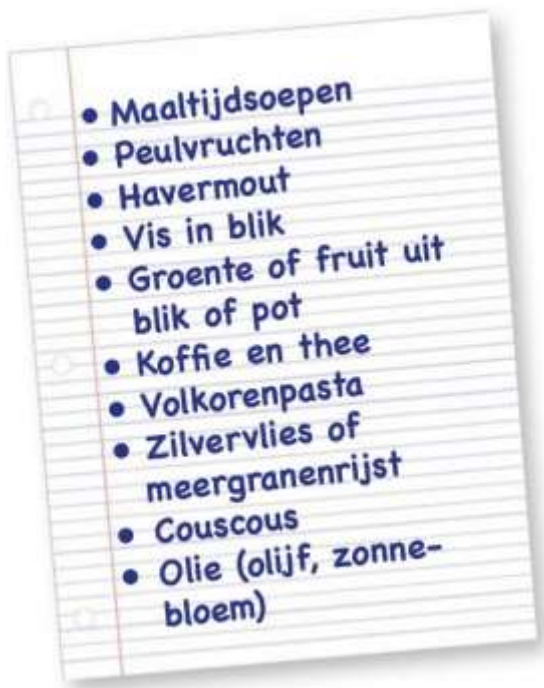 • Maaltijdsoepen
• Peulvruchten
• Havermout
• Vis in blik
• Groente of fruit uit
blik of pot
• Koffie en thee
• Volkorenpasta
• Zilvervlies of
meergranenrijst
• Couscous
• Olie (olijf, zonne-
bloem)